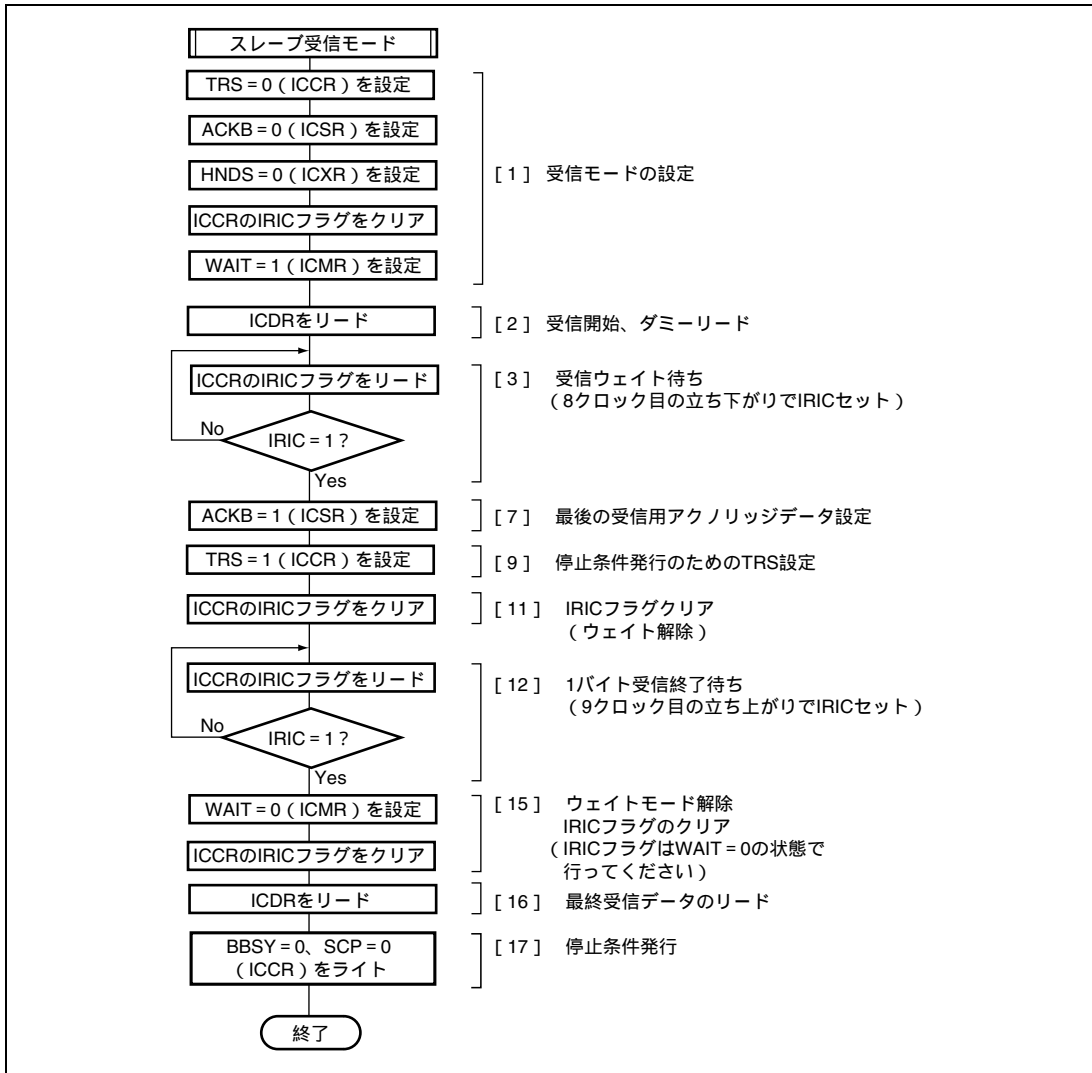 スレーブ受信モード
TRS = 0 ( ICCR ) を設定
ACKB = 0 ( ICSR ) を設定
HNDS = 0 ( ICXR ) を設定
ICCRのIRICフラグをクリア
WAIT = 1 ( ICMR ) を設定
[ 1 ] 受信モードの設定
ICDRをリード
[ 2 ] 受信開始、ダミーリード
ICCRのIRICフラグをリード
[ 3 ] 受信ウェイト待ち
( 8クロック目の立ち下がりでIRICセット )
No
IRIC = 1 ?
Yes
ACKB = 1 ( ICSR ) を設定
[ 7 ] 最後の受信用アクノリッジデータ設定
TRS = 1 ( ICCR ) を設定
[ 9 ] 停止条件発行のためのTRS設定
ICCRのIRICフラグをクリア
[ 11 ] IRICフラグクリア
( ウェイト解除 )
ICCRのIRICフラグをリード
[ 12 ] 1バイト受信終了待ち
( 9クロック目の立ち上がりでIRICセット )
No
IRIC = 1 ?
Yes
WAIT = 0 ( ICMR ) を設定
[ 15 ] ウェイトモード解除
IRICフラグのクリア
ICCRのIRICフラグをクリア
( IRICフラグはWAIT = 0の状態で
行ってください )
ICDRをリード
[ 16 ] 最終受信データのリード
BBSY = 0、SCP = 0
( ICCR ) をライト
[ 17 ] 停止条件発行
終了